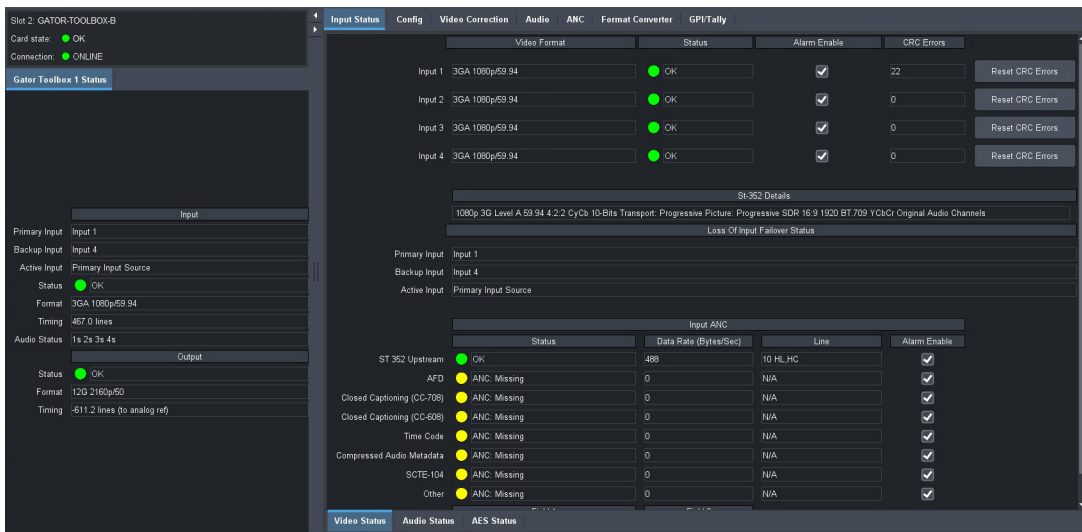 Slot 2: GATOR-TOOLBOX-B
Card state: OK
Connection: ONLINE
Gator Toolbox 1 Status
Input
Primary Input Input 1
Backup Input Input 4
Active Input Primary Input Source
Status OK
Format 3GA 1080p/59.94
Timing 467.0 lines
Audio Status 1s 2s 3s 4s
Output
Status OK
Format 12G 2160p/50
Timing -611.2 lines (to analog ref)
Input Status Config Video Correction Audio ANC Format Converter GPI/Tally
Video Format Status Alarm Enable CRC Errors
Input 1 3GA 1080p/59.94 OK 22 Reset CRC Errors
Input 2 3GA 1080p/59.94 OK 0 Reset CRC Errors
Input 3 3GA 1080p/59.94 OK 0 Reset CRC Errors
Input 4 3GA 1080p/59.94 OK 0 Reset CRC Errors
St-352 Details
1080p 3G Level A 59.94 4:2:2 CyCb 10-Bits Transport: Progressive Picture: Progressive SDR 16:9 1920 BT.709 YCbCr Original Audio Channels
Loss Of Input Failover Status
Primary Input Input 1
Backup Input Input 4
Active Input Primary Input Source
Input ANC
Status Data Rate (Bytes/Sec) Line Alarm Enable
ST 352 Upstream OK 488 10 HL,HC
AFD ANC: Missing 0 N/A
Closed Captioning (CC-708) ANC: Missing 0 N/A
Closed Captioning (CC-608) ANC: Missing 0 N/A
Time Code ANC: Missing 0 N/A
Compressed Audio Metadata ANC: Missing 0 N/A
SCTE-104 ANC: Missing 0 N/A
Other ANC: Missing 0 N/A
Video Status Audio Status AES Status